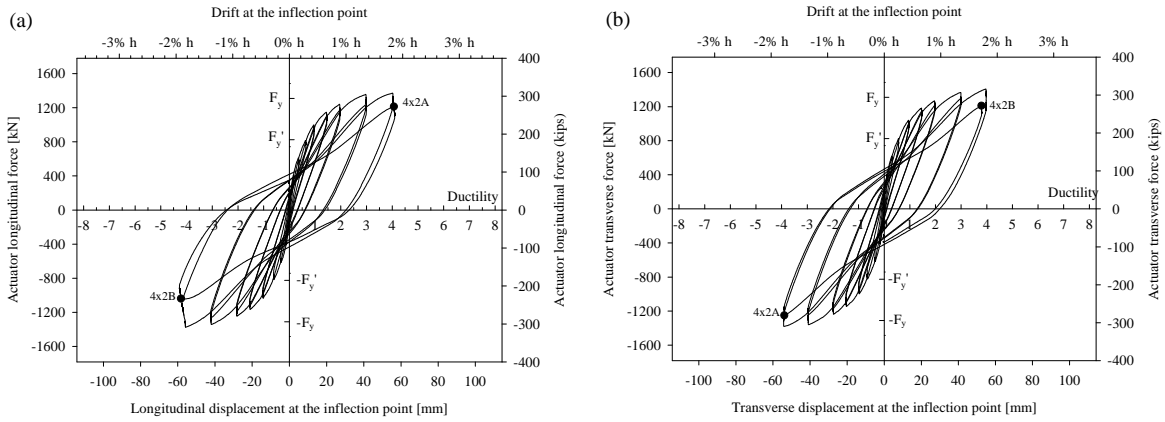 (a)
Drift at the inflection point
-3% h -2% h -1% h 0% h 1% h 2% h 3% h
Actuator longitudinal force [kN]
1600
1200
800
400
0
-400
-800
-1200
-1600
400
300
200
100
0
-100
-200
-300
-400
Actuator longitudinal force (kips)
Fy
Fy'
-Fy'
-Fy
4x2A
4x2B
Ductility
-8 -7 -6 -5 -4 -3 -2 -1 0 1 2 3 4 5 6 7 8
-100 -80 -60 -40 -20 0 20 40 60 80 100
Longitudinal displacement at the inflection point [mm]
(b)
Drift at the inflection point
-3% h -2% h -1% h 0% h 1% h 2% h 3% h
Actuator transverse force [kN]
1600
1200
800
400
0
-400
-800
-1200
-1600
400
300
200
100
0
-100
-200
-300
-400
Actuator transverse force (kips)
Fy
Fy'
-Fy'
-Fy
4x2B
4x2A
Ductility
-8 -7 -6 -5 -4 -3 -2 -1 0 1 2 3 4 5 6 7 8
-100 -80 -60 -40 -20 0 20 40 60 80 100
Transverse displacement at the inflection point [mm]